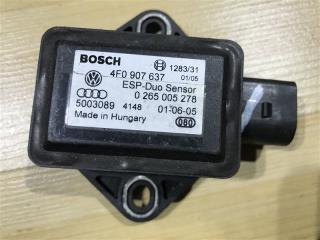 BOSCH 1283/31
4F0 907 637 01/05
ESP-Duo Sensor
0 265 005 278
5003089 4148 01-06-05
Made in Hungary 080